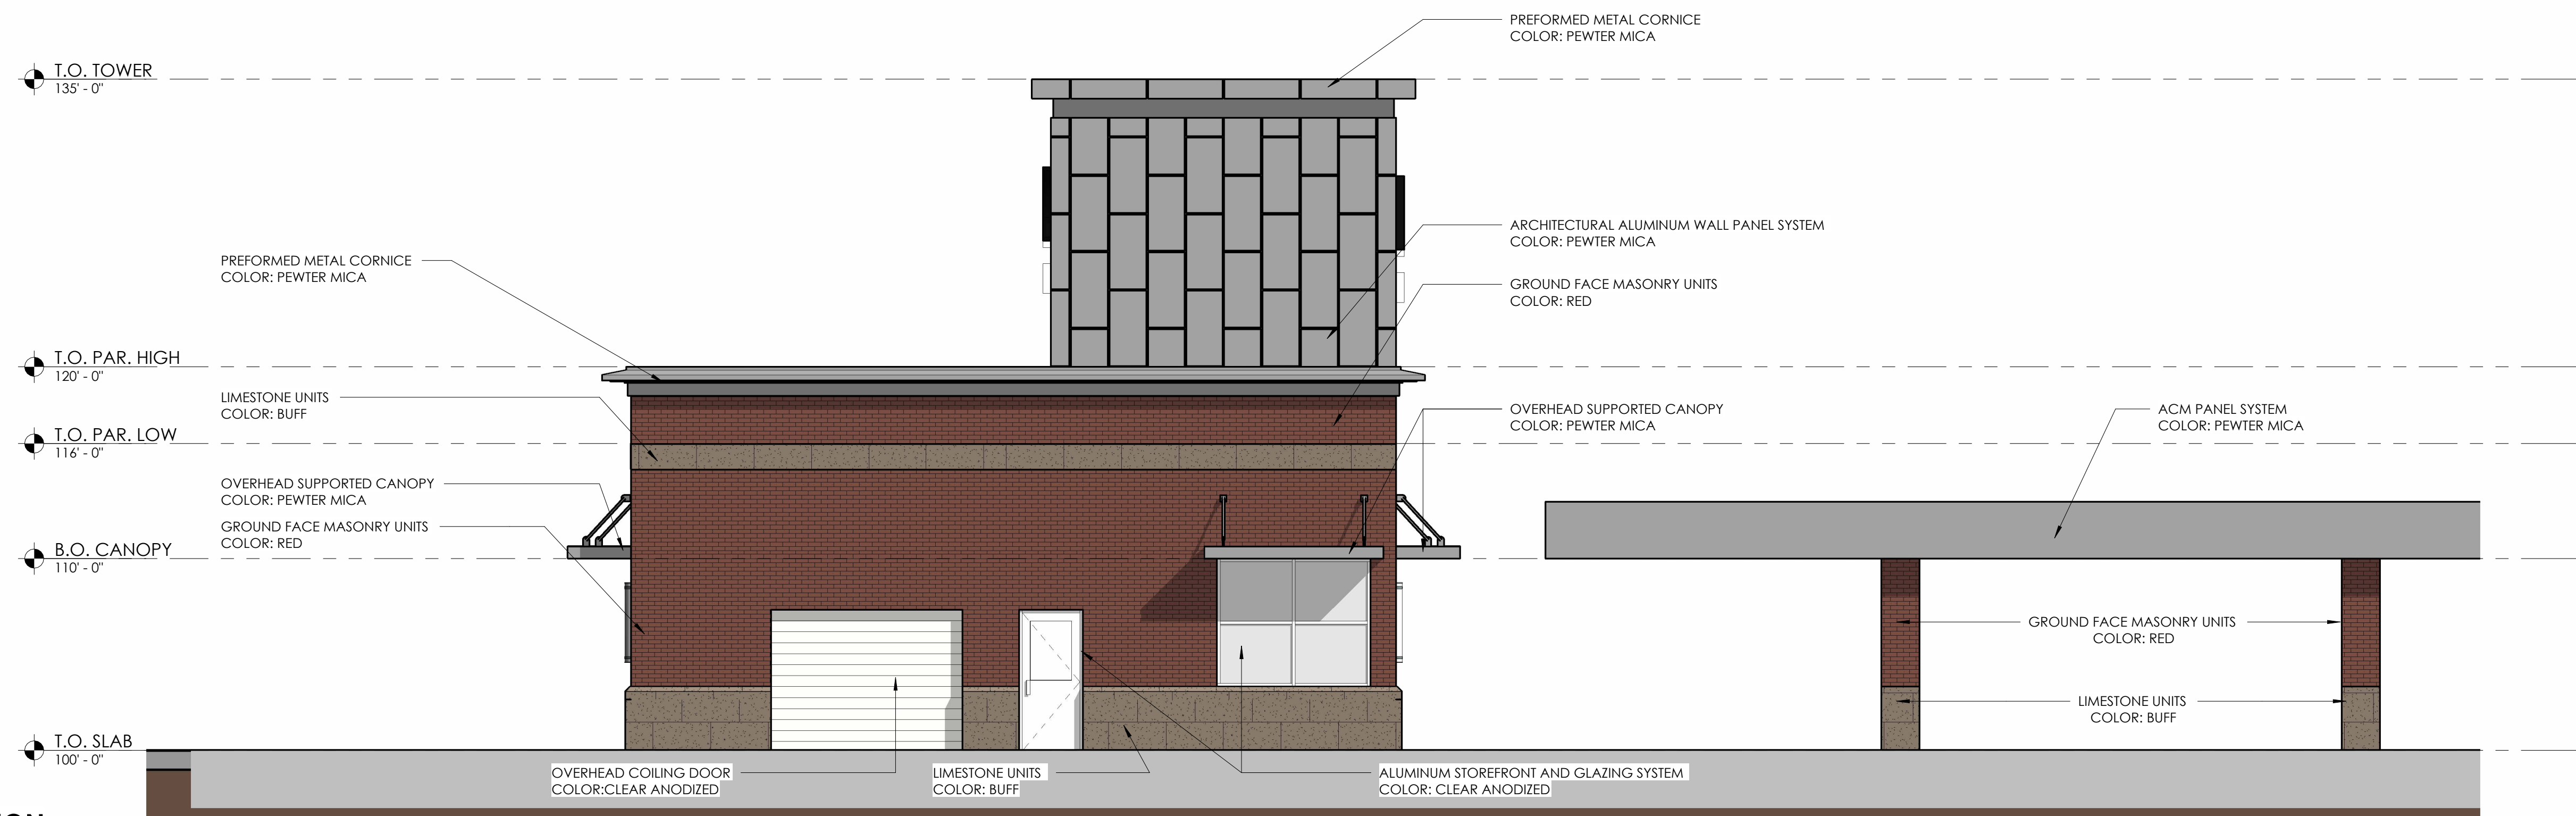 PREFORMED METAL CORNICE
COLOR: PEWTER MICA
T.O. TOWER
135' - 0"
ARCHITECTURAL ALUMINUM WALL PANEL SYSTEM
COLOR: PEWTER MICA
PREFORMED METAL CORNICE
COLOR: PEWTER MICA
GROUND FACE MASONRY UNITS
COLOR: RED
T.O. PAR. HIGH
120' - 0"
LIMESTONE UNITS
COLOR: BUFF
OVERHEAD SUPPORTED CANOPY
COLOR: PEWTER MICA
ACM PANEL SYSTEM
COLOR: PEWTER MICA
T.O. PAR. LOW
116' - 0"
OVERHEAD SUPPORTED CANOPY
COLOR: PEWTER MICA
GROUND FACE MASONRY UNITS
COLOR: RED
B.O. CANOPY
110' - 0"
GROUND FACE MASONRY UNITS
COLOR: RED
LIMESTONE UNITS
COLOR: BUFF
T.O. SLAB
100' - 0"
OVERHEAD COILING DOOR
COLOR:CLEAR ANODIZED
LIMESTONE UNITS
COLOR: BUFF
ALUMINUM STOREFRONT AND GLAZING SYSTEM
COLOR: CLEAR ANODIZED